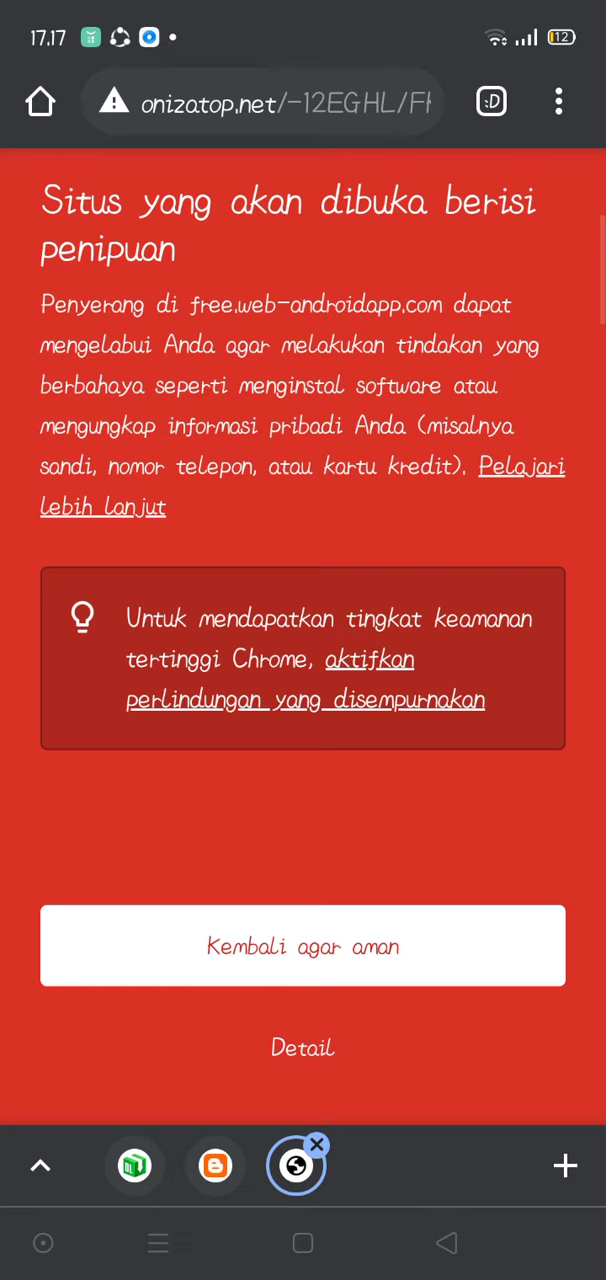 17.17
12
onizatop.net/-12EGHL/F
:D
Situs yang akan dibuka berisi
penipuan
Penyerang di free.web-androidapp.com dapat
mengelabui Anda agar melakukan tindakan yang
berbahaya seperti menginstal software atau
mengungkap informasi pribadi Anda (misalnya
sandi, nomor telepon, atau kartu kredit). Pelajari
lebih lanjut
Untuk mendapatkan tingkat keamanan
tertinggi Chrome, aktifkan
perlindungan yang disempurnakan
Kembali agar aman
Detail